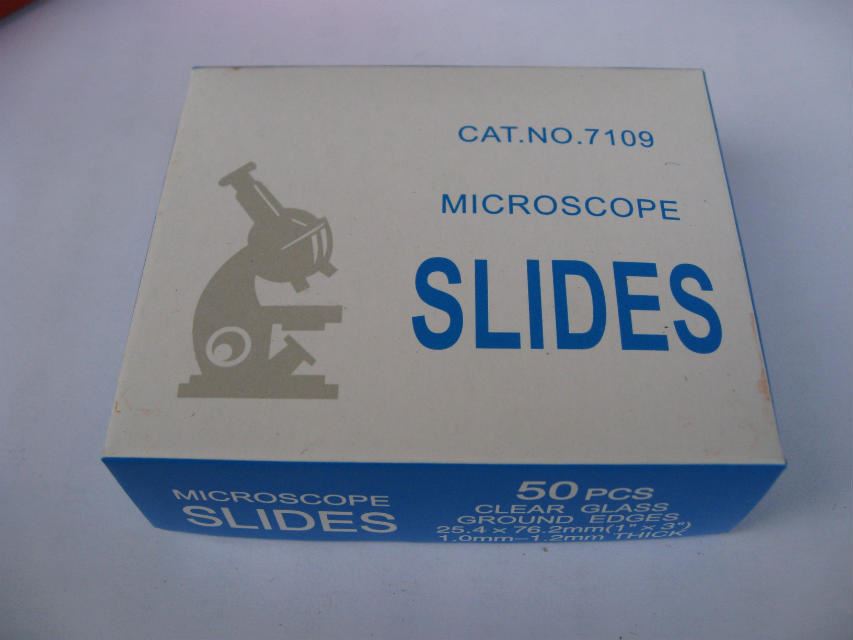 CAT.NO.7109
MICROSCOPE
SLIDES
MICROSCOPE
SLIDES
50 PCS
CLEAR GLASS
GROUND EDGES
25.4×76.2mm(1"×3")
1.0mm–1.2mm THICK